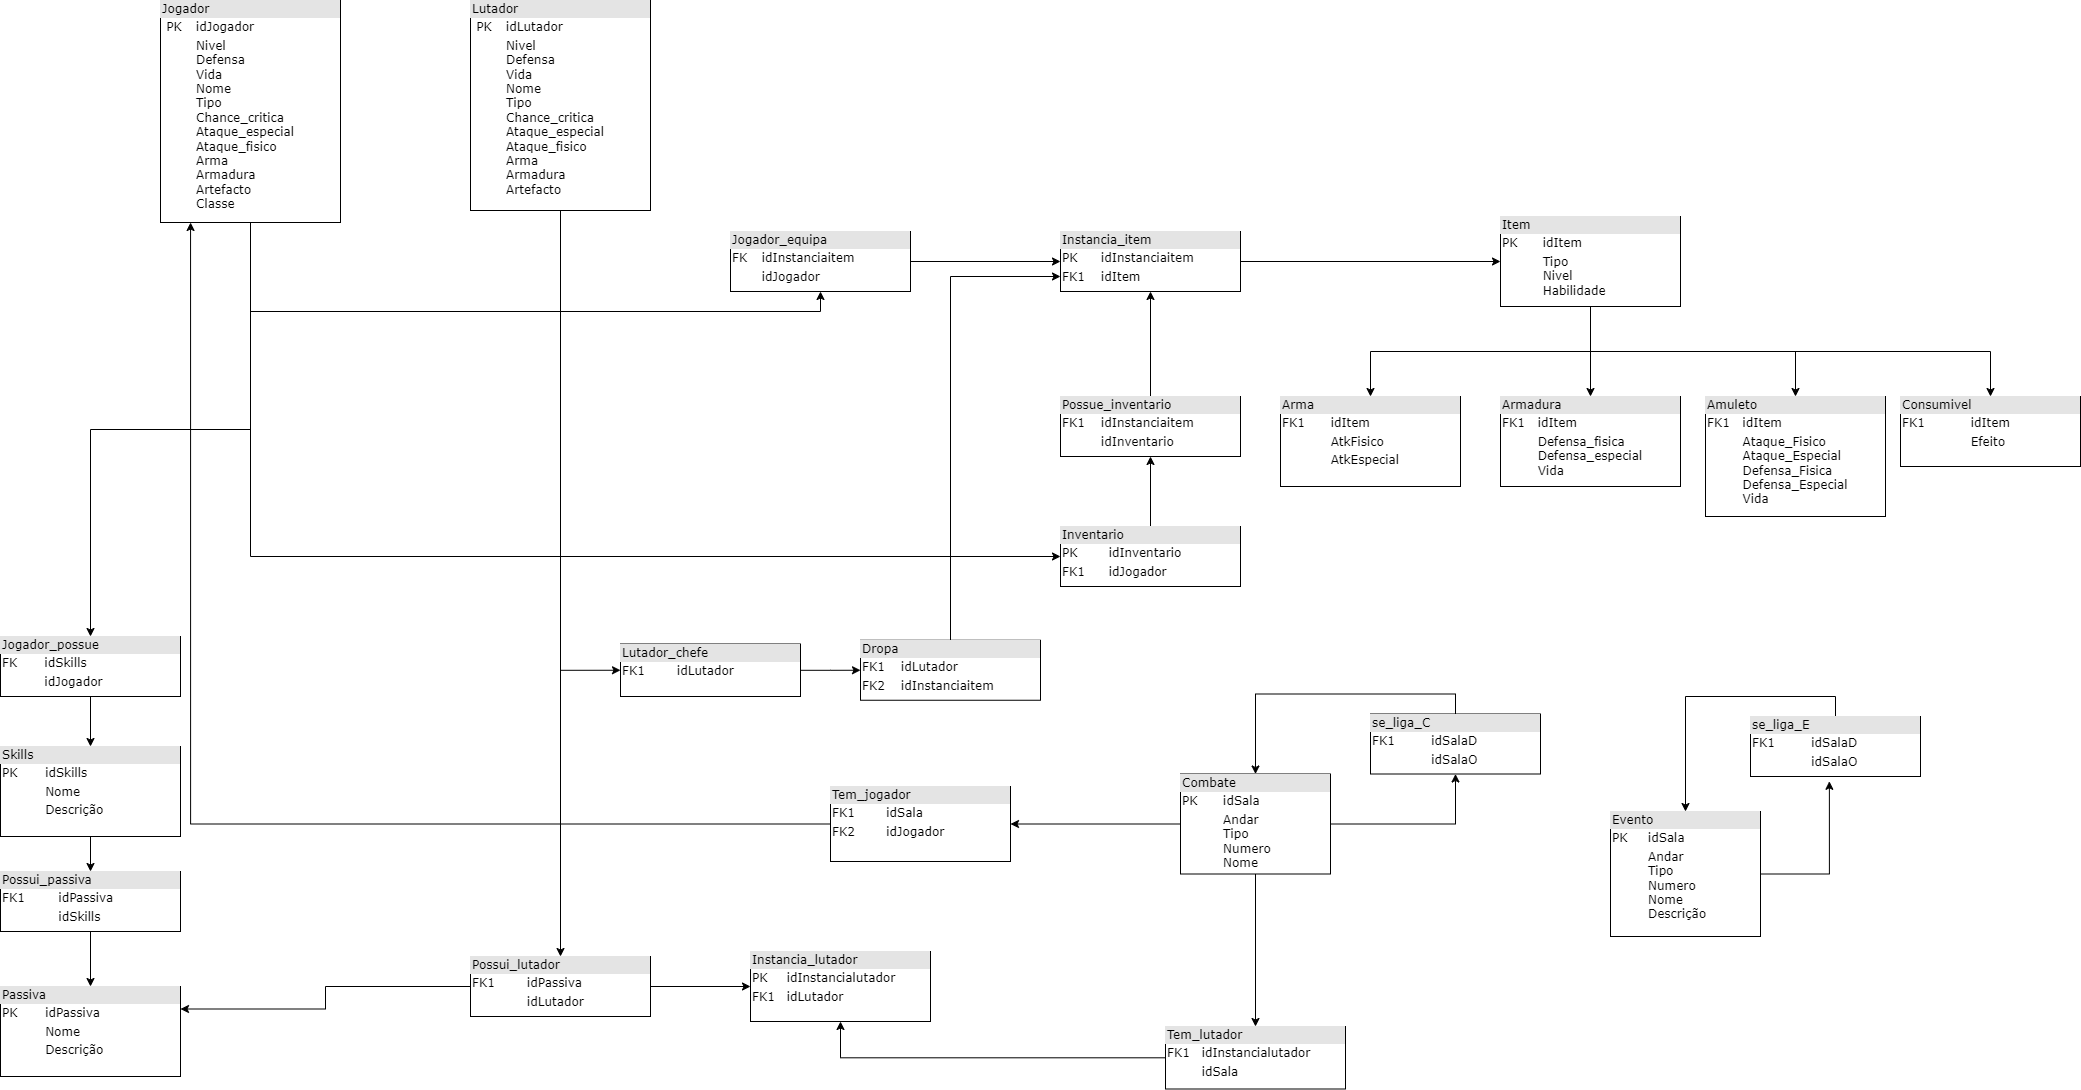 Jogador
PK idJogador
Nivel
Defensa
Vida
Nome
Tipo
Chance_critica
Ataque_especial
Ataque_fisico
Arma
Armadura
Artefacto
Classe
Lutador
PK idLutador
Nivel
Defensa
Vida
Nome
Tipo
Chance_critica
Ataque_especial
Ataque_fisico
Arma
Armadura
Artefacto
Jogador_equipa
FK idInstanciaitem
idJogador
Instancia_item
PK idInstanciaitem
FK1 idItem
Item
PK idItem
Tipo
Nivel
Habilidade
Possue_inventario
FK1 idInstanciaitem
idInventario
Arma
FK1 idItem
AtkFisico
AtkEspecial
Armadura
FK1 idItem
Defensa_fisica
Defensa_especial
Vida
Amuleto
FK1 idItem
Ataque_Fisico
Ataque_Especial
Defensa_Fisica
Defensa_Especial
Vida
Consumivel
FK1 idItem
Efeito
Inventario
PK idInventario
FK1 idJogador
Jogador_possue
FK idSkills
idJogador
Lutador_chefe
FK1 idLutador
Dropa
FK1 idLutador
FK2 idInstanciaitem
se_liga_C
FK1 idSalaD
idSalaO
se_liga_E
FK1 idSalaD
idSalaO
Skills
PK idSkills
Nome
Descrição
Tem_jogador
FK1 idSala
FK2 idJogador
Combate
PK idSala
Andar
Tipo
Numero
Nome
Evento
PK idSala
Andar
Tipo
Numero
Nome
Descrição
Possui_passiva
FK1 idPassiva
idSkills
Possui_lutador
FK1 idPassiva
idLutador
Instancia_lutador
PK idInstancialutador
FK1 idLutador
Passiva
PK idPassiva
Nome
Descrição
Tem_lutador
FK1 idInstancialutador
idSala